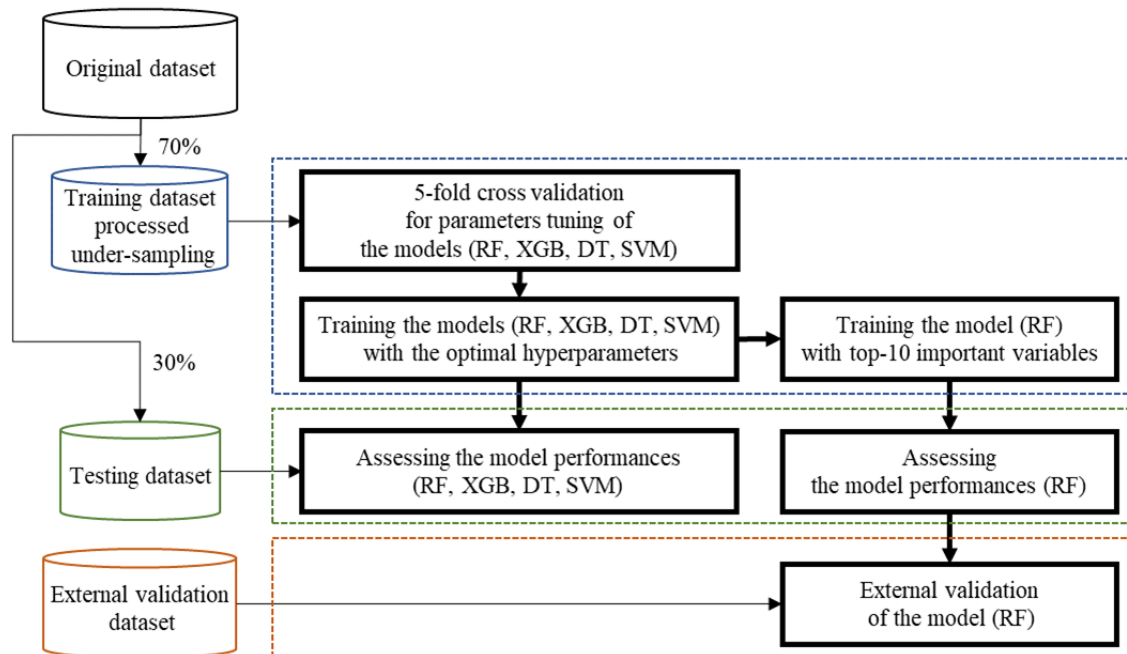 Original dataset
70%
Training dataset
processed
under-sampling
5-fold cross validation
for parameters tuning of
the models (RF, XGB, DT, SVM)
Training the models (RF, XGB, DT, SVM)
with the optimal hyperparameters
Training the model (RF)
with top-10 important variables
30%
Testing dataset
Assessing the model performances
(RF, XGB, DT, SVM)
Assessing
the model performances (RF)
External validation
dataset
External validation
of the model (RF)